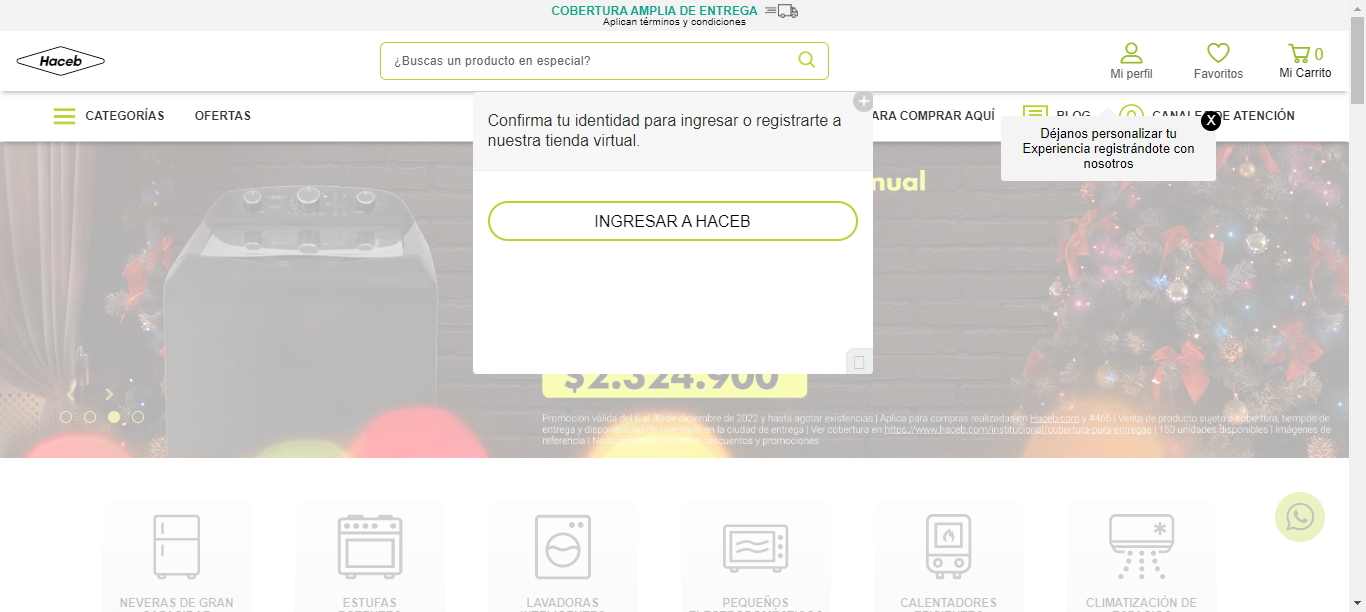 COBERTURA AMPLIA DE ENTREGA
Aplican términos y condiciones
Haceb
¿Buscas un producto en especial?
Mi perfil
Favoritos
0
Mi Carrito
CATEGORÍAS
OFERTAS
ARA COMPRAR AQUÍ
BLOG
CANALES DE ATENCIÓN
Confirma tu identidad para ingresar o registrarte a
nuestra tienda virtual.
INGRESAR A HACEB
X
Déjanos personalizar tu
Experiencia registrándote con
nosotros
nual
$2.324.900
Promoción válida del 6 al 30 de diciembre de 2022 y hasta agotar existencias | Aplica para compras realizadas en Haceb.com y #466 | Venta de producto sujeta a cobertura, tiempos de
entrega y disponibilidad de inventario en la ciudad de entrega | Ver cobertura en https://www.haceb.com/institucional/cobertura-para-entregas | 150 unidades disponibles | Imágenes de
referencia | No acumulable con otros descuentos y promociones
NEVERAS DE GRAN
ESTUFAS
LAVADORAS
PEQUEÑOS
CALENTADORES
CLIMATIZACIÓN DE